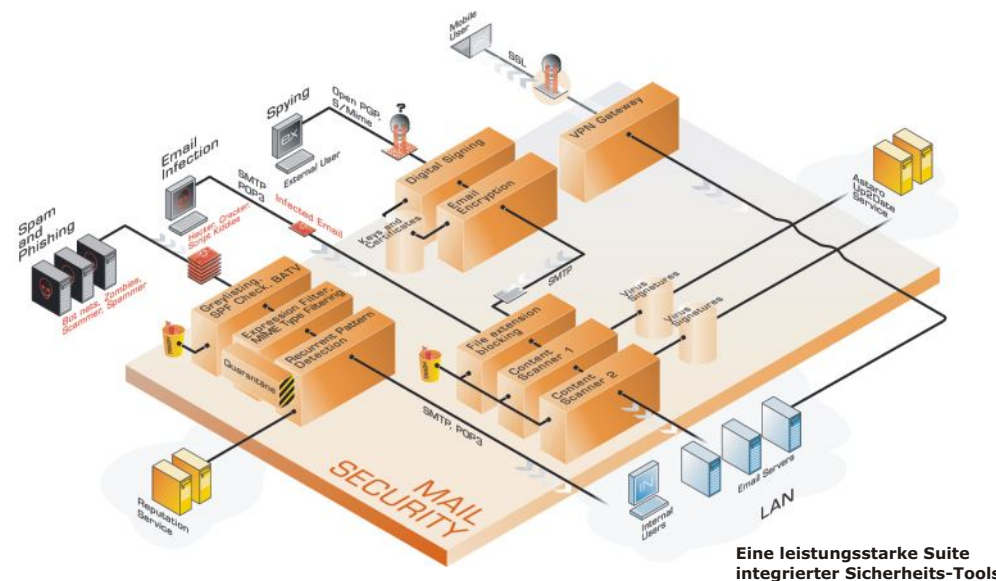 Mobile
User
SSL
VPN Gateway
Spying
Open PGP,
S/Mime
?
BX
External User
Digital Signing
Email
Encryption
Keys and
Certificates
SMTP
Email
Infection
SMTP
POP3
Infected Email
Hacker, Cracker,
Script Kiddies
Spam
and
Phishing
Bot nets, Zombies,
Scammer, Spammer
Greylisting,
SPF Check, BATV
Expression Filter,
MIME Type Filtering
Recurrent Pattern
Detection
Quarantane
File extension
blocking
Content
Scanner 1
Content
Scanner 2
Virus
Signatures
Virus
Signatures
Astaro
Up2Date
Service
SMTP, POP3
Reputation
Service
MAIL
SECURITY
IN
Internal
Users
Email Servers
LAN
Eine leistungsstarke Suite
integrierter Sicherheits-Tools